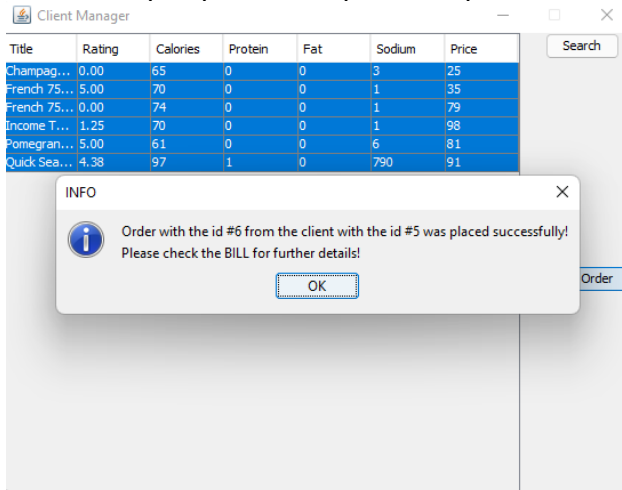 Client Manager
Title Rating Calories Protein Fat Sodium Price
Search
Champag... 0.00 65 0 0 3 25
French 75... 5.00 70 0 0 1 35
French 75... 0.00 74 0 0 1 79
Income T... 1.25 70 0 0 1 98
Pomegran... 5.00 61 0 0 6 81
Quick Sea... 4.38 97 1 0 790 91
INFO
Order with the id #6 from the client with the id #5 was placed successfully!
Please check the BILL for further details!
OK
Order